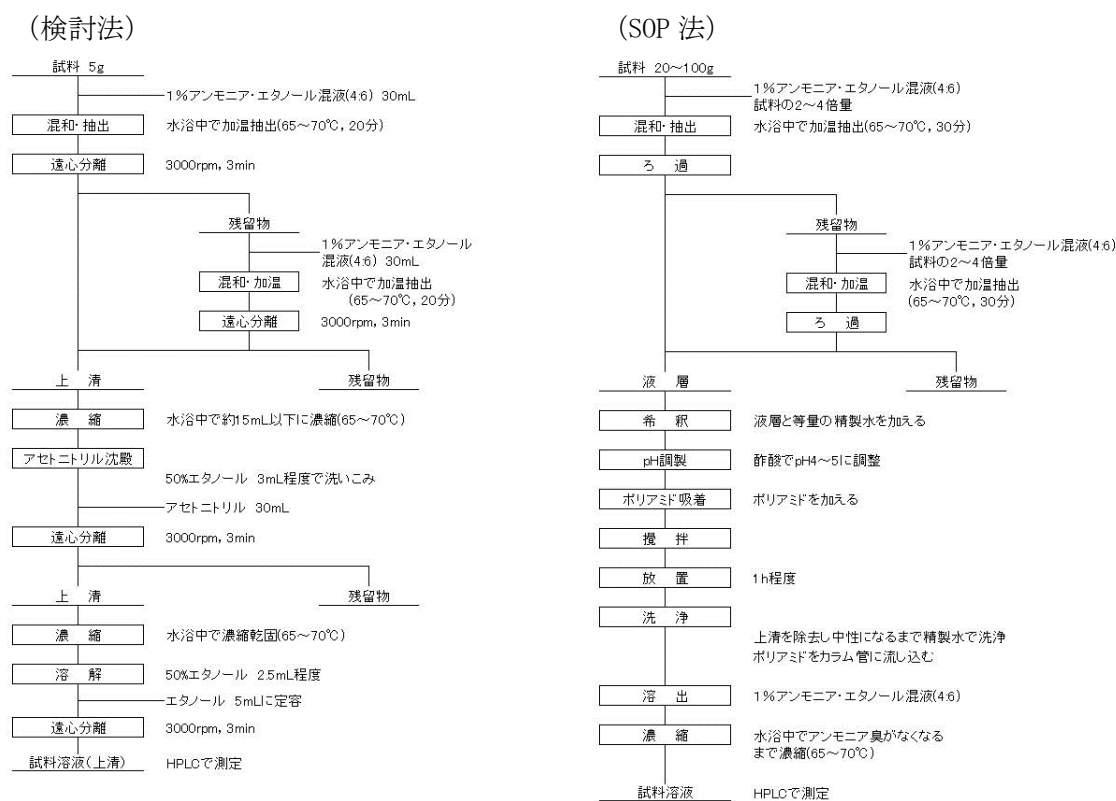 （検討法）
試料 5g
1％アンモニア・エタノール混液(4:6) 30mL
混和・抽出 水浴中で加温抽出(65～70℃, 20分)
遠心分離 3000rpm, 3min
残留物
1％アンモニア・エタノール
混液(4:6) 30mL
混和・加温 水浴中で加温抽出
(65～70℃, 20分)
遠心分離 3000rpm, 3min
上 清 残留物
濃 縮 水浴中で約15mL以下に濃縮(65～70℃)
アセトニトリル沈殿
50%エタノール 3mL程度で洗いこみ
アセトニトリル 30mL
遠心分離 3000rpm, 3min
上 清 残留物
濃 縮 水浴中で濃縮乾固(65～70℃)
溶 解 50%エタノール 2.5mL程度
エタノール 5mLに定容
遠心分離 3000rpm, 3min
試料溶液(上清) HPLCで測定
（SOP 法）
試料 20～100g
1％アンモニア・エタノール混液(4:6)
試料の2～4倍量
混和・抽出 水浴中で加温抽出(65～70℃, 30分)
ろ 過
残留物
1％アンモニア・エタノール混液(4:6)
試料の2～4倍量
混和・加温 水浴中で加温抽出
(65～70℃, 30分)
ろ 過
液 層 残留物
希 釈 液層と等量の精製水を加える
pH調製 酢酸でpH4～5に調整
ポリアミド吸着 ポリアミドを加える
攪 拌
放 置 1h程度
洗 浄
上清を除去し中性になるまで精製水で洗浄
ポリアミドをカラム管に流し込む
溶 出 1％アンモニア・エタノール混液(4:6)
濃 縮 水浴中でアンモニア臭がなくなる
まで濃縮(65～70℃)
試料溶液 HPLCで測定